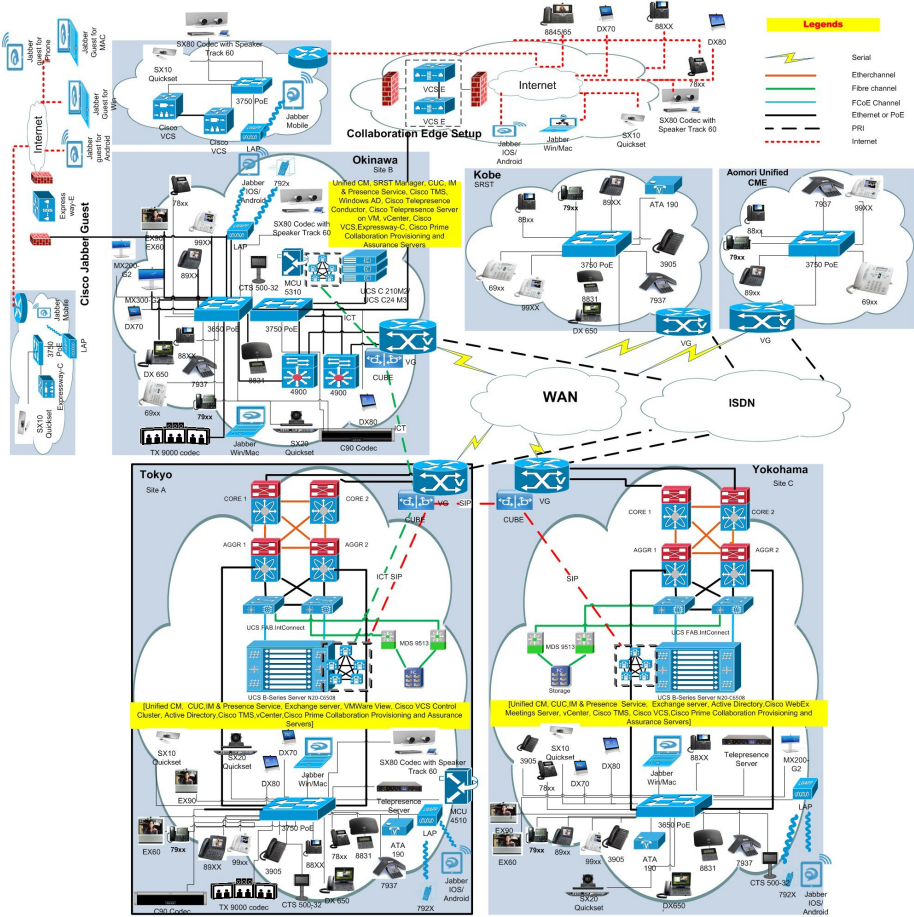 Jabber guest for iPhone
Jabber Guest for MAC
Jabber Guest for Win
Internet
Jabber guest for Android
Express way-E
Cisco Jabber Guest
Jabber Mobile
3750 PoE
LAP
Expressway-C
SX10 Quickset
SX80 Codec with Speaker Track 60
SX10 Quickset
3750 PoE
Cisco VCS
Cisco VCS
LAP
Jabber Mobile
8845/65
DX70
88XX
DX80
78xx
VCS E
VCS E
Internet
Jabber IOS/ Android
Jabber Win/Mac
SX10 Quickset
SX80 Codec with Speaker Track 60
Collaboration Edge Setup
Legends
Serial
Etherchannel
Fibre channel
FCoE Channel
Ethernet or PoE
PRI
Internet
Okinawa
Site B
Unified CM, SRST Manager, CUC, IM & Presence Service, Cisco TMS, Windows AD, Cisco Telepresence Conductor, Cisco Telepresence Server on VM, vCenter, Cisco VCS,Expressway-C, Cisco Prime Collaboration Provisioning and Assurance Servers
78xx
Jabber IOS/ Android
792x
EX90
EX60
99XX
LAP
SX80 Codec with Speaker Track 60
MX200-G2
89XX
CTS 500-32
MCU 5310
UCS C 210M2/ UCS C24 M3
MX300-G2
DX70
3650 PoE
3750 PoE
ICT
88XX
DX 650
7937
8831
4900
4900
CUBE
VG
69xx
79xx
DX80
ICT
TX 9000 codec
Jabber Win/Mac
SX20 Quickset
C90 Codec
Kobe
SRST
88xx
79xx
89XX
ATA 190
3750 PoE
3905
69xx
99XX
8831
7937
DX 650
VG
Aomori Unified CME
7937
99XX
88xx
79xx
3750 PoE
89xx
69xx
VG
WAN
ISDN
Tokyo
Site A
CORE 1
CORE 2
AGGR 1
AGGR 2
VG
SIP
CUBE
ICT SIP
UCS FAB.IntConnect
MDS 9513
UCS B-Series Server N20-C6508
[Unified CM, CUC,IM & Presence Service, Exchange server, VMWare View, Cisco VCS Control Cluster, Active Directory,Cisco TMS,vCenter,Cisco Prime Collaboration Provisioning and Assurance Servers]
SX10 Quickset
SX20 Quickset
DX70
DX80
Jabber Win/Mac
SX80 Codec with Speaker Track 60
EX90
Telepresence Server
MCU 4510
3750 PoE
LAP
EX60
79xx
89XX
99xx
3905
88XX
78xx
8831
ATA 190
7937
Jabber IOS/ Android
792X
C90 Codec
TX 9000 codec
CTS 500-32
DX 650
Yokohama
Site C
VG
CUBE
SIP
CORE 1
CORE 2
AGGR 1
AGGR 2
UCS FAB.IntConnect
MDS 9513
Storage
UCS B-Series Server N20-C6508
[Unified CM, CUC,IM & Presence Service, Exchange server, Active Directory,Cisco WebEx Meetings Server, vCenter, Cisco TMS, Cisco VCS,Cisco Prime Collaboration Provisioning and Assurance Servers]
3905
SX10 Quickset
78xx
DX70
DX80
Jabber Win/Mac
88XX
Telepresence Server
MX200-G2
LAP
EX90
3650 PoE
EX60
79xx
89xx
99xx
3905
ATA 190
8831
7937
CTS 500-32
SX20 Quickset
DX650
792X
Jabber IOS/ Android